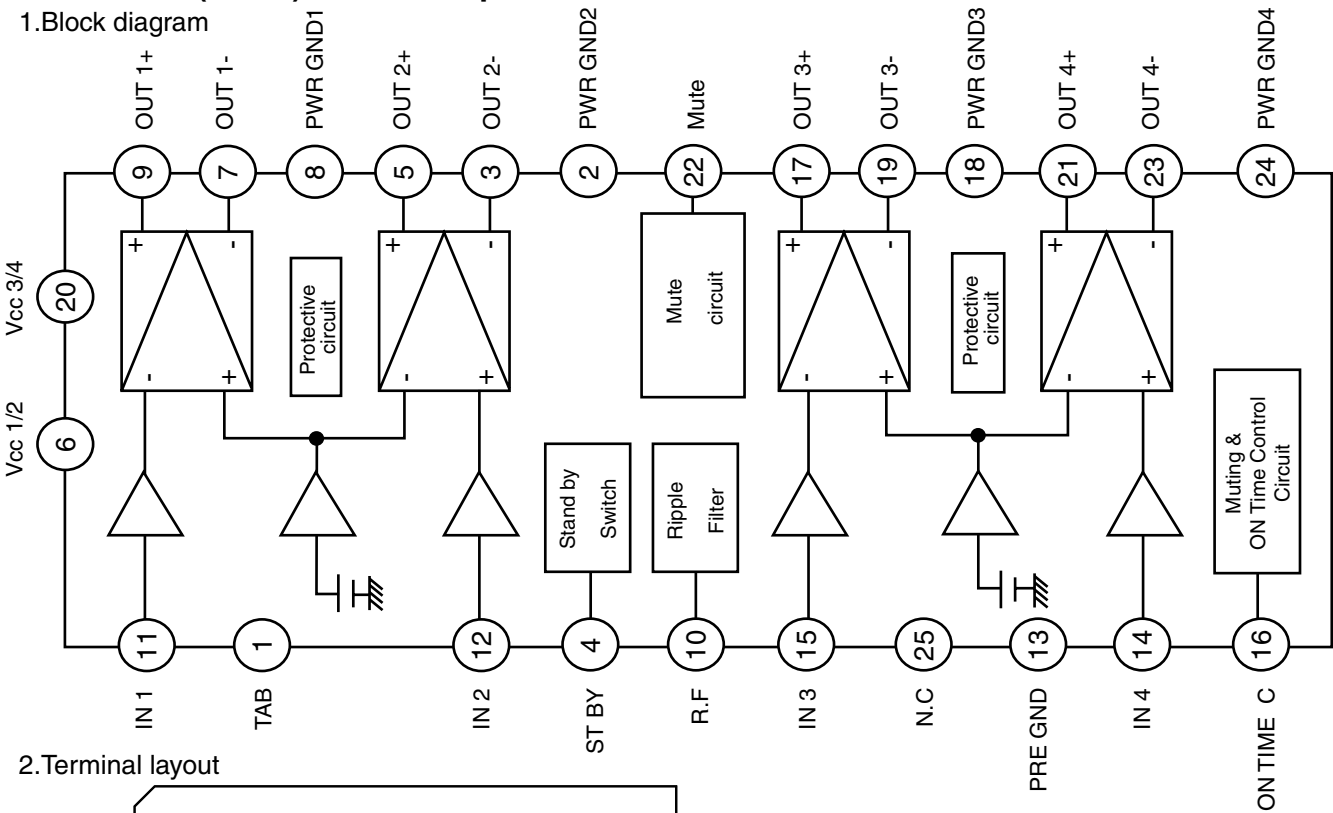 1.Block diagram
OUT 1+
OUT 1-
PWR GND1
OUT 2+
OUT 2-
PWR GND2
Mute
OUT 3+
OUT 3-
PWR GND3
OUT 4+
OUT 4-
PWR GND4
9
7
8
5
3
2
22
17
19
18
21
23
24
Vcc 3/4
20
Vcc 1/2
6
+ -
- +
Protective
circuit
+ -
- +
Mute
circuit
+ -
- +
Protective
circuit
+ -
- +
Stand by
Switch
Ripple
Filter
Muting &
ON Time Control
Circuit
11
1
12
4
10
15
25
13
14
16
IN 1
TAB
IN 2
ST BY
R.F
IN 3
N.C
PRE GND
IN 4
ON TIME C
2.Terminal layout